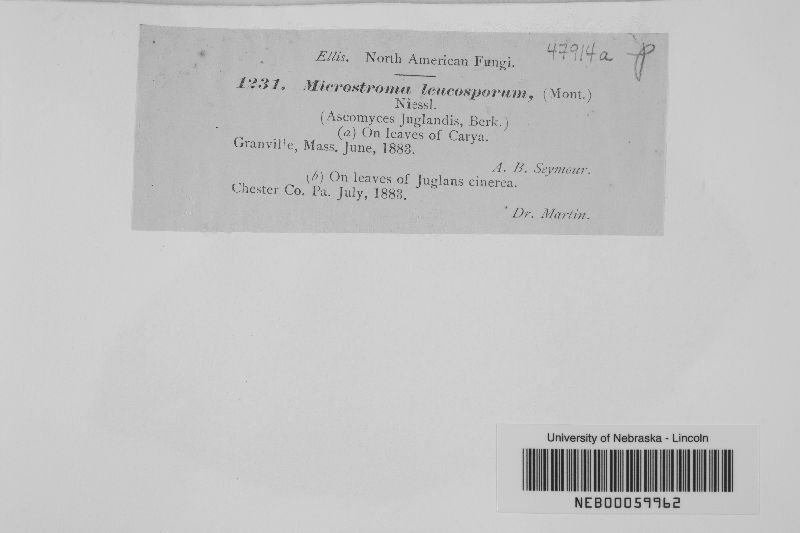 Ellis. North American Fungi. 47914a
1231. Microstroma leucosporum, (Mont.)
Niessl.
(Ascomyces Juglandis, Berk.)
(a) On leaves of Carya.
Granville, Mass. June, 1883.
A. B. Seymour.
(b) On leaves of Juglans cinerea.
Chester Co. Pa. July, 1883.
Dr. Martin.
University of Nebraska - Lincoln
NEB00059962